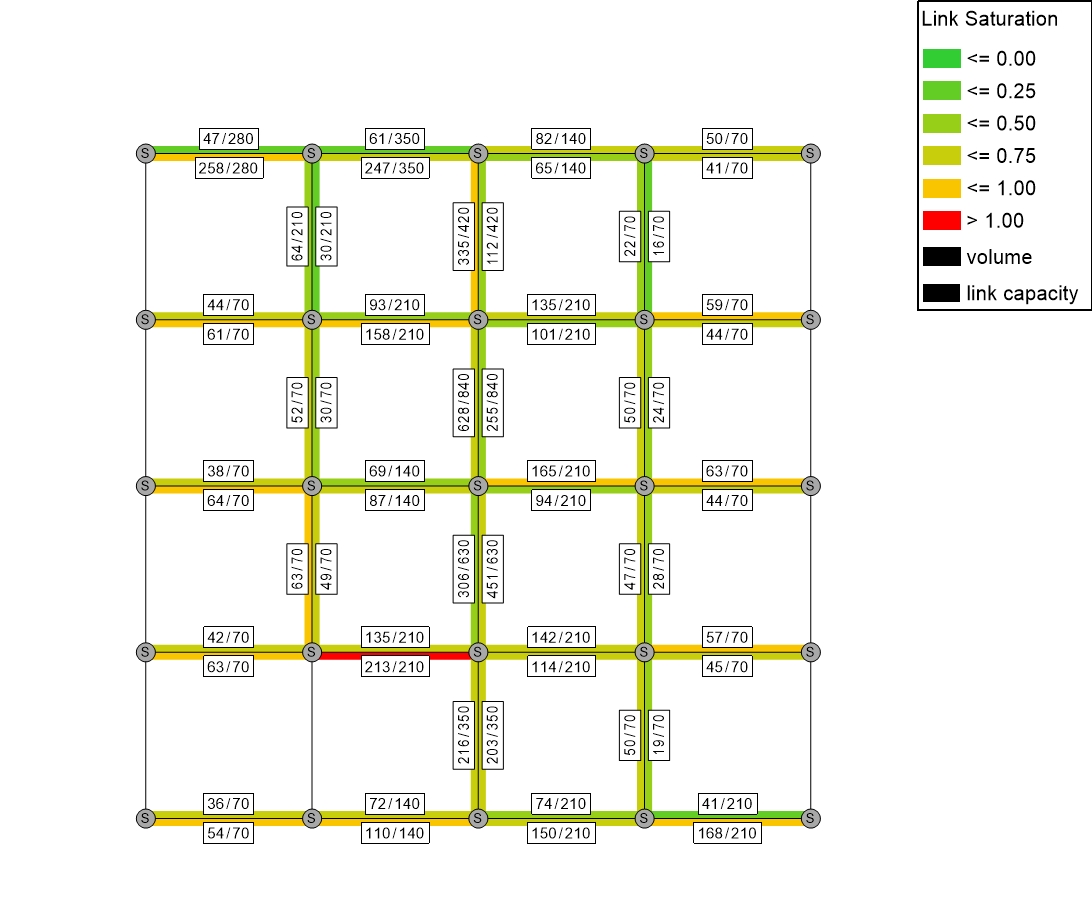 Link Saturation
<= 0.00
<= 0.25
<= 0.50
<= 0.75
<= 1.00
> 1.00
volume
link capacity
47/280
61/350
82/140
50/70
S
S
S
S
S
258/280
247/350
65/140
41/70
64/210
30/210
335/420
112/420
22/70
16/70
44/70
93/210
135/210
59/70
S
S
S
S
S
61/70
158/210
101/210
44/70
52/70
30/70
628/840
255/840
50/70
24/70
38/70
69/140
165/210
63/70
S
S
S
S
S
64/70
87/140
94/210
44/70
63/70
49/70
306/630
451/630
47/70
28/70
42/70
135/210
142/210
57/70
S
S
S
S
S
63/70
213/210
114/210
45/70
216/350
203/350
50/70
19/70
36/70
72/140
74/210
41/210
S
S
S
S
S
54/70
110/140
150/210
168/210